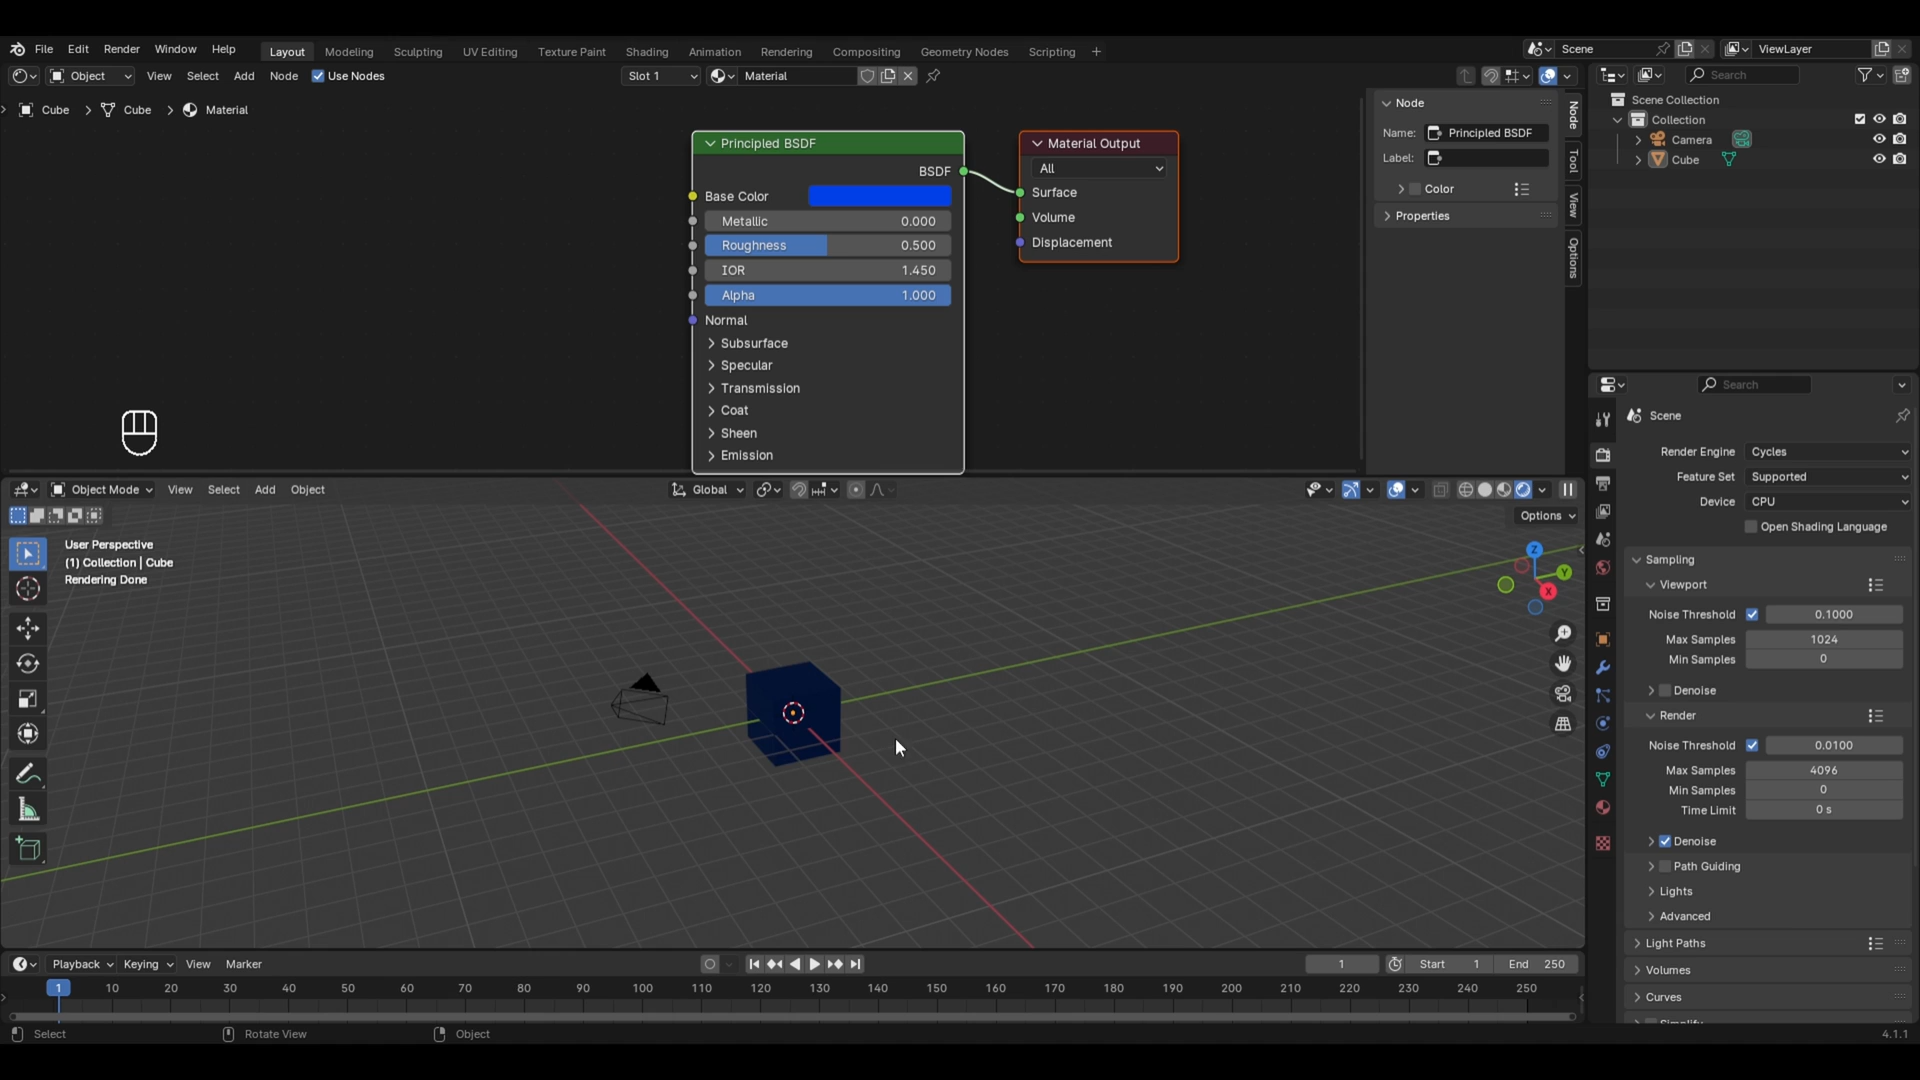 File Edit Render Window Help Layout Modeling Sculpting UV Editing Texture Paint Shading Animation Rendering Compositing Geometry Nodes Scripting + Scene ViewLayer
Object View Select Add Node Use Nodes Slot 1 Material Search
Cube > Cube > Material
Principled BSDF
BSDF
Base Color
Metallic 0.000
Roughness 0.500
IOR 1.450
Alpha 1.000
Normal
Subsurface
Specular
Transmission
Coat
Sheen
Emission
Material Output
All
Surface
Volume
Displacement
Node
Name: Principled BSDF
Label:
Color
Properties
Node
Tool
View
Options
Scene Collection
Collection
Camera
Cube
Object Mode View Select Add Object Global
Options
User Perspective
(1) Collection | Cube
Rendering Done
Z
Y
X
Search
Scene
Render Engine Cycles
Feature Set Supported
Device CPU
Open Shading Language
Sampling
Viewport
Noise Threshold 0.1000
Max Samples 1024
Min Samples 0
Denoise
Render
Noise Threshold 0.0100
Max Samples 4096
Min Samples 0
Time Limit 0 s
Denoise
Path Guiding
Lights
Advanced
Light Paths
Volumes
Curves
Simplify
Playback Keying View Marker 1 Start 1 End 250
1 10 20 30 40 50 60 70 80 90 100 110 120 130 140 150 160 170 180 190 200 210 220 230 240 250
Select Rotate View Object 4.1.1